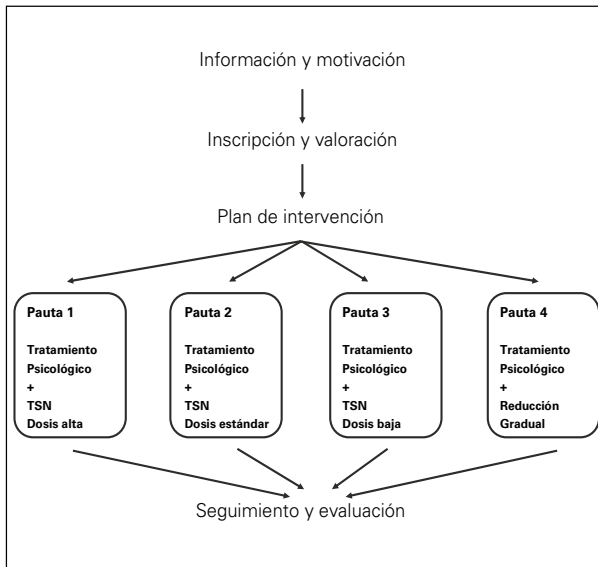 Información y motivación
Inscripción y valoración
Plan de intervención
Pauta 1
Tratamiento
Psicológico
+
TSN
Dosis alta
Pauta 2
Tratamiento
Psicológico
+
TSN
Dosis estándar
Pauta 3
Tratamiento
Psicológico
+
TSN
Dosis baja
Pauta 4
Tratamiento
Psicológico
+
Reducción
Gradual
Seguimiento y evaluación